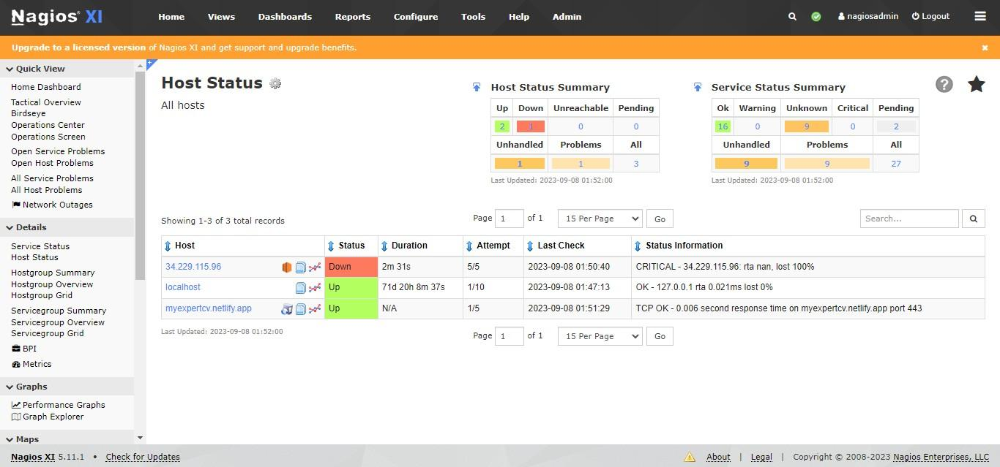 Nagios® XI Home Views Dashboards Reports Configure Tools Help Admin nagiosadmin Logout
Upgrade to a licensed version of Nagios XI and get support and upgrade benefits.
Quick View
Home Dashboard
Tactical Overview
Birdseye
Operations Center
Operations Screen
Open Service Problems
Open Host Problems
All Service Problems
All Host Problems
Network Outages
Details
Service Status
Host Status
Hostgroup Summary
Hostgroup Overview
Hostgroup Grid
Servicegroup Summary
Servicegroup Overview
Servicegroup Grid
BPI
Metrics
Graphs
Performance Graphs
Graph Explorer
Maps
Host Status
All hosts
Host Status Summary
Up Down Unreachable Pending
2 1 0 0
Unhandled Problems All
1 1 3
Last Updated: 2023-09-08 01:52:00
Service Status Summary
Ok Warning Unknown Critical Pending
16 0 9 0 2
Unhandled Problems All
9 9 27
Last Updated: 2023-09-08 01:52:00
Showing 1-3 of 3 total records Page 1 of 1 15 Per Page Go Search...
Host Status Duration Attempt Last Check Status Information
34.229.115.96 Down 2m 31s 5/5 2023-09-08 01:50:40 CRITICAL - 34.229.115.96: rta nan, lost 100%
localhost Up 71d 20h 8m 37s 1/10 2023-09-08 01:47:13 OK - 127.0.0.1 rta 0.021ms lost 0%
myexpertcv.netlify.app Up N/A 1/5 2023-09-08 01:51:29 TCP OK - 0.006 second response time on myexpertcv.netlify.app port 443
Last Updated: 2023-09-08 01:52:00 Page 1 of 1 15 Per Page Go
Nagios XI 5.11.1 • Check for Updates About | Legal | Copyright © 2008-2023 Nagios Enterprises, LLC